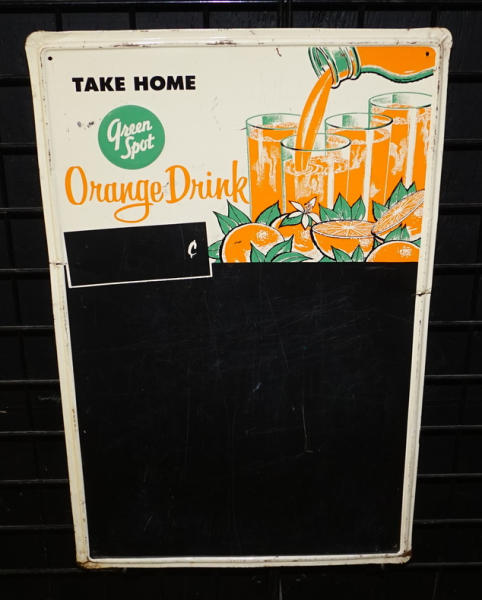 TAKE HOME
Green
Spot
Orange Drink
¢